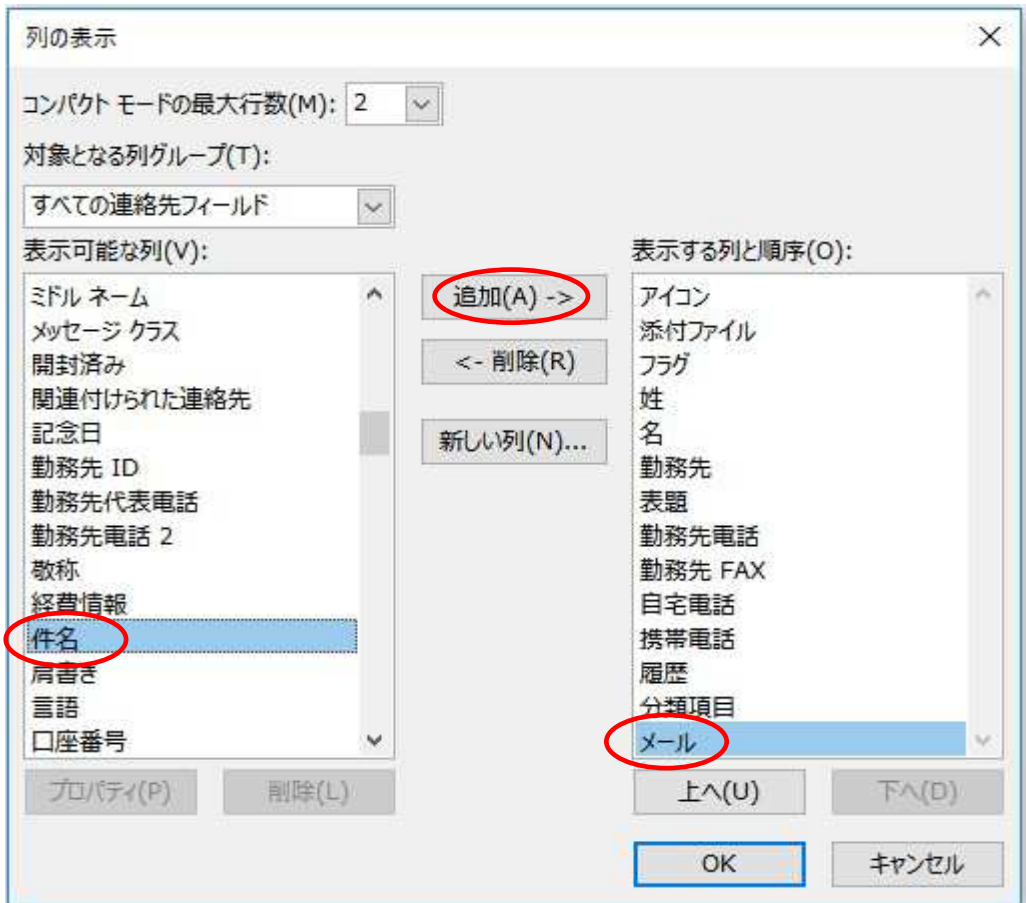 列の表示
コンパクト モードの最大行数(M): 2
対象となる列グループ(T):
すべての連絡先フィールド
表示可能な列(V):
ミドル ネーム
メッセージ クラス
開封済み
関連付けられた連絡先
記念日
勤務先 ID
勤務先代表電話
勤務先電話 2
敬称
経費情報
件名
肩書き
言語
口座番号
プロパティ(P)
削除(L)
追加(A) ->
<- 削除(R)
新しい列(N)...
表示する列と順序(O):
アイコン
添付ファイル
フラグ
姓
名
勤務先
表題
勤務先電話
勤務先 FAX
自宅電話
携帯電話
履歴
分類項目
メール
上へ(U)
下へ(D)
OK
キャンセル